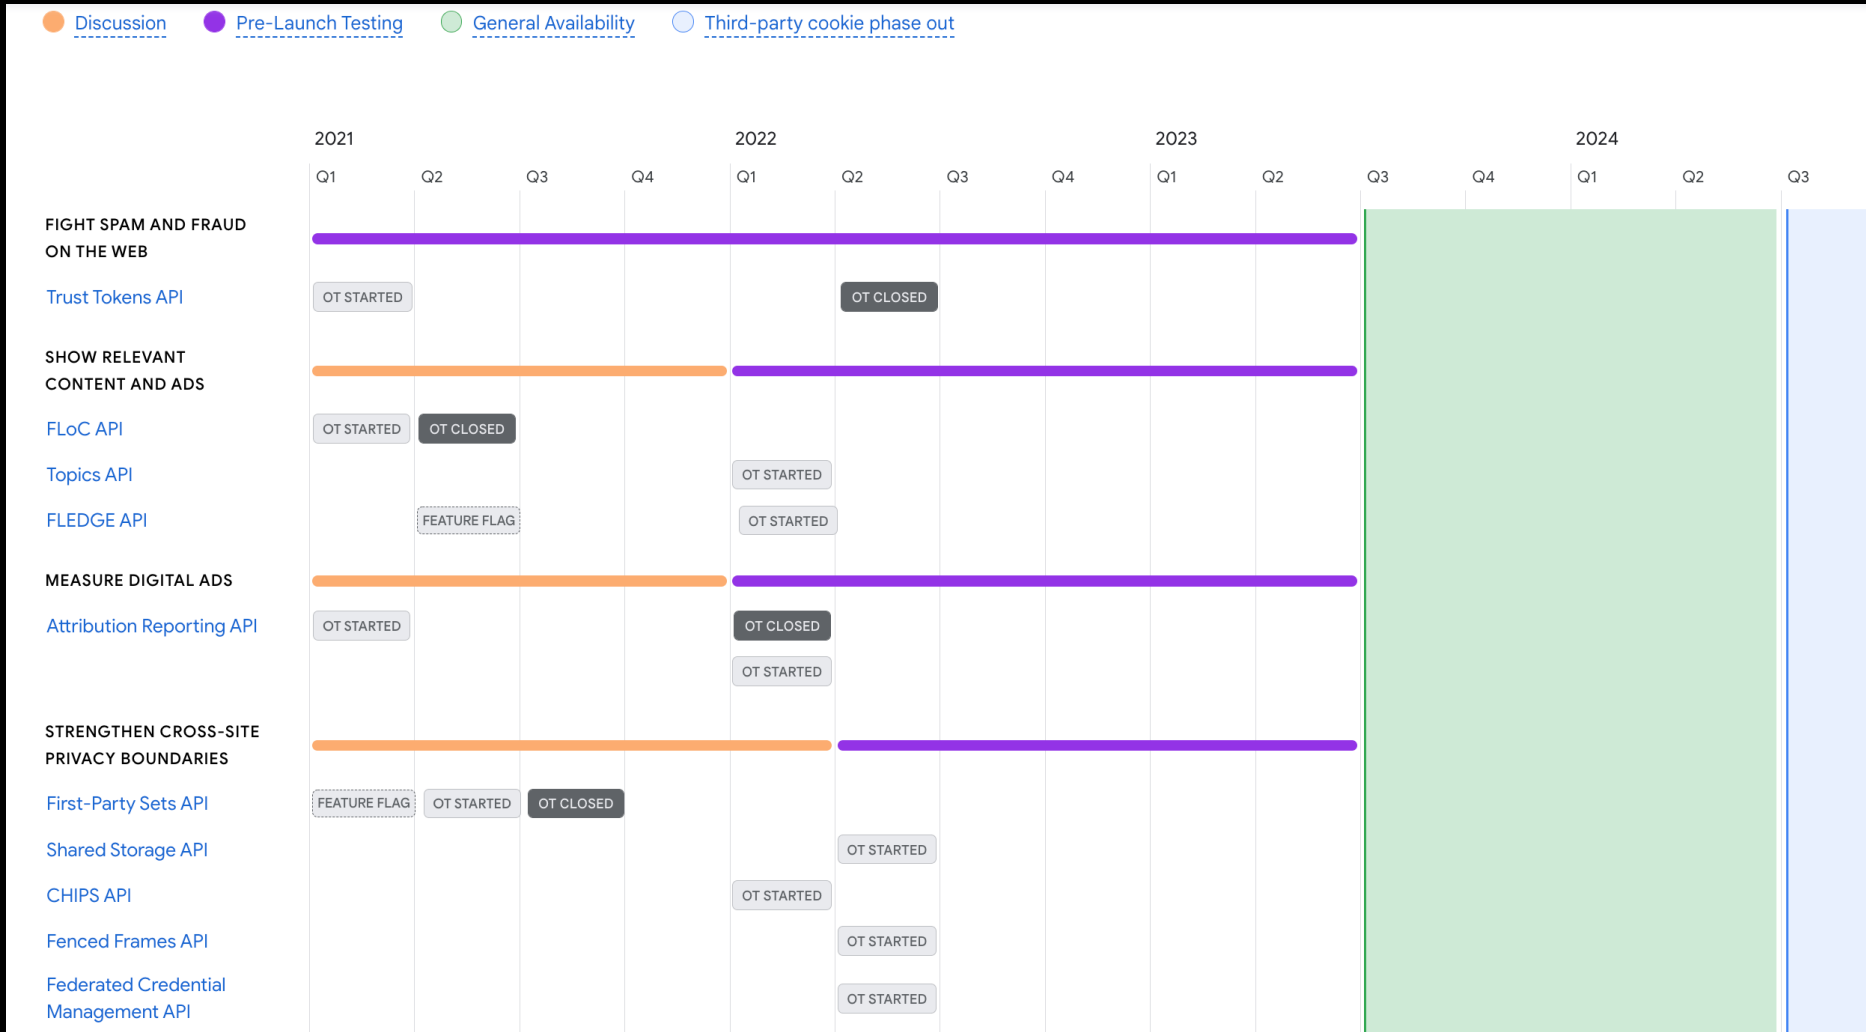 Discussion Pre-Launch Testing General Availability Third-party cookie phase out
2021 2022 2023 2024
Q1 Q2 Q3 Q4 Q1 Q2 Q3 Q4 Q1 Q2 Q3 Q4 Q1 Q2 Q3
FIGHT SPAM AND FRAUD
ON THE WEB
Trust Tokens API OT STARTED OT CLOSED
SHOW RELEVANT
CONTENT AND ADS
FLoC API OT STARTED OT CLOSED
Topics API OT STARTED
FLEDGE API FEATURE FLAG OT STARTED
MEASURE DIGITAL ADS
Attribution Reporting API OT STARTED OT CLOSED
OT STARTED
STRENGTHEN CROSS-SITE
PRIVACY BOUNDARIES
First-Party Sets API FEATURE FLAG OT STARTED OT CLOSED
Shared Storage API OT STARTED
CHIPS API OT STARTED
Fenced Frames API OT STARTED
Federated Credential
Management API OT STARTED